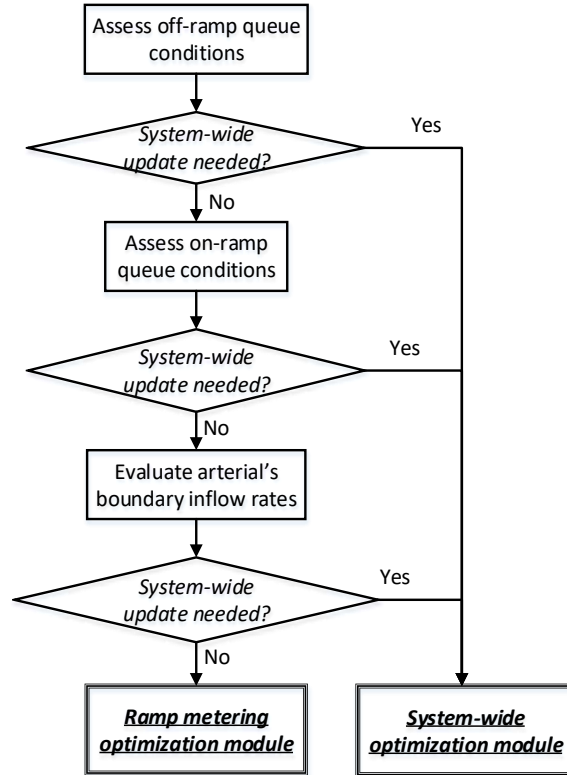 Assess off-ramp queue
conditions
System-wide
update needed?
Yes
No
Assess on-ramp
queue conditions
System-wide
update needed?
Yes
No
Evaluate arterial's
boundary inflow rates
System-wide
update needed?
Yes
No
Ramp metering
optimization module
System-wide
optimization module